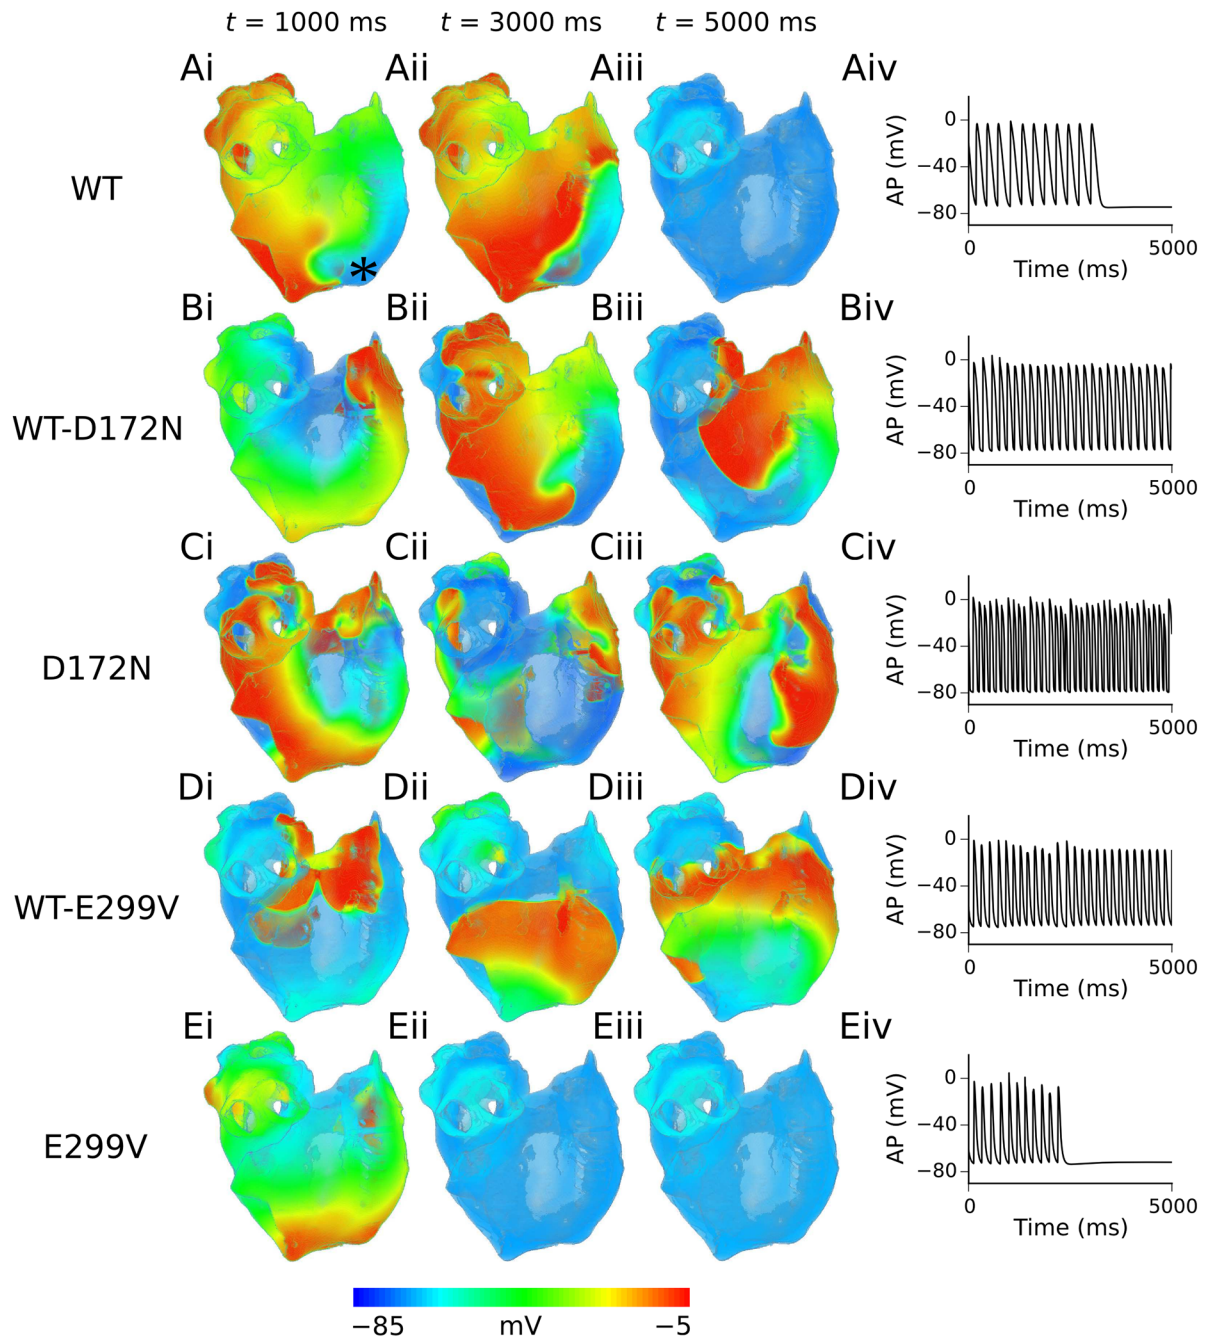 t = 1000 ms t = 3000 ms t = 5000 ms
Ai Aii Aiii Aiv
WT
*
AP (mV)
0
−40
−80
0 5000
Time (ms)
Bi Bii Biii Biv
WT-D172N
AP (mV)
0
−40
−80
0 5000
Time (ms)
Ci Cii Ciii Civ
D172N
AP (mV)
0
−40
−80
0 5000
Time (ms)
Di Dii Diii Div
WT-E299V
AP (mV)
0
−40
−80
0 5000
Time (ms)
Ei Eii Eiii Eiv
E299V
AP (mV)
0
−40
−80
0 5000
Time (ms)
−85 mV −5